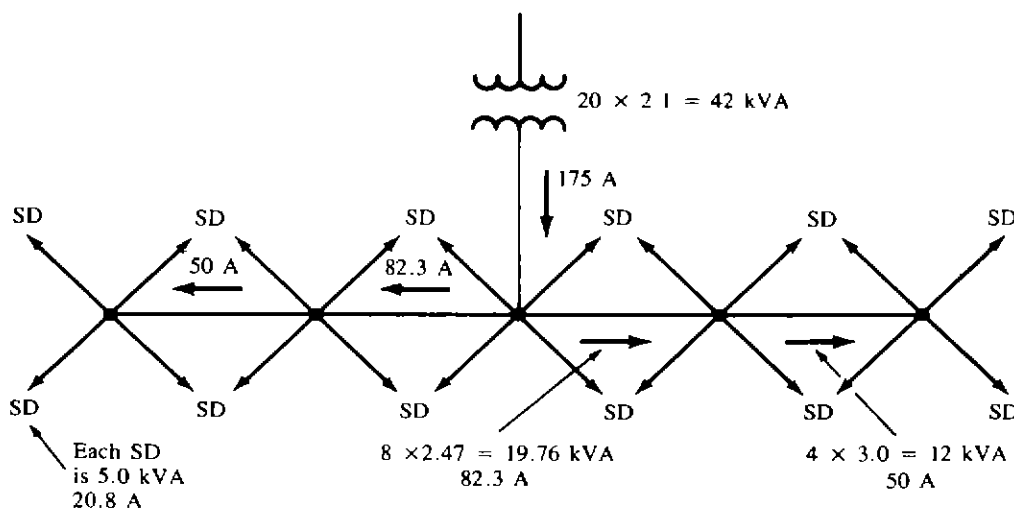 20 × 2 1 = 42 kVA
175 A
SD
SD
SD
SD
SD
SD
50 A
82.3 A
SD
SD
SD
SD
SD
SD
Each SD
is 5.0 kVA
20.8 A
8 ×2.47 = 19.76 kVA
82.3 A
4 × 3.0 = 12 kVA
50 A